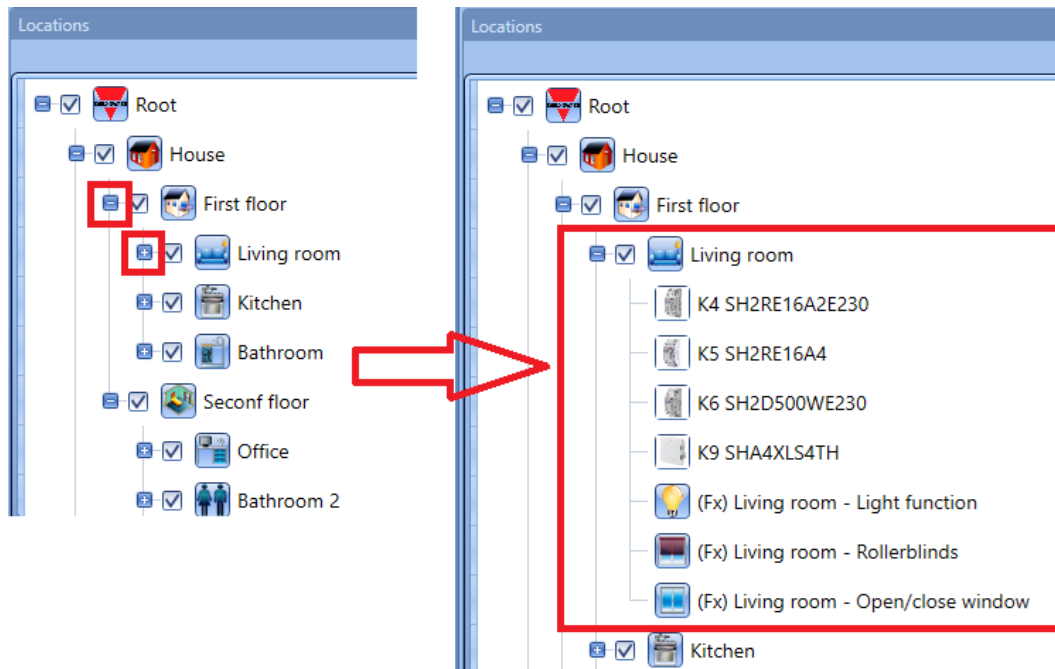 Locations
Root
House
First floor
Living room
Kitchen
Bathroom
Seconf floor
Office
Bathroom 2
Locations
Root
House
First floor
Living room
K4 SH2RE16A2E230
K5 SH2RE16A4
K6 SH2D500WE230
K9 SHA4XLS4TH
(Fx) Living room - Light function
(Fx) Living room - Rollerblinds
(Fx) Living room - Open/close window
Kitchen